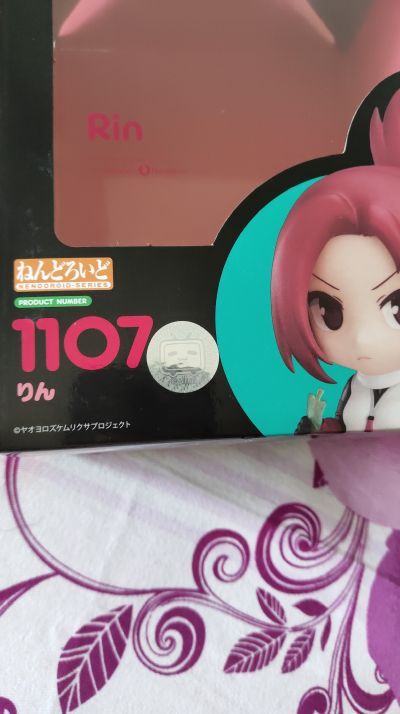 Rin
ねんどろいど
NENDOROID-SERIES
PRODUCT NUMBER
1107
りん
©ヤオヨロズケムリクサプロジェクト